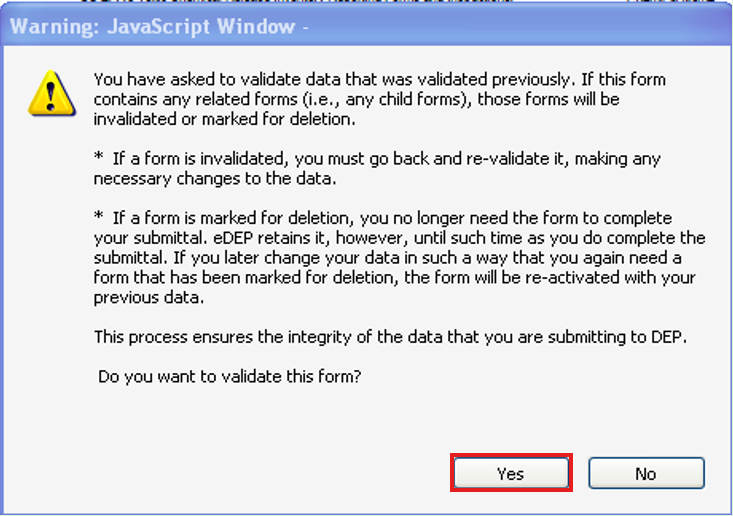 Warning: JavaScript Window -
You have asked to validate data that was validated previously. If this form
contains any related forms (i.e., any child forms), those forms will be
invalidated or marked for deletion.
* If a form is invalidated, you must go back and re-validate it, making any
necessary changes to the data.
* If a form is marked for deletion, you no longer need the form to complete
your submittal. eDEP retains it, however, until such time as you do complete the
submittal. If you later change your data in such a way that you again need a
form that has been marked for deletion, the form will be re-activated with your
previous data.
This process ensures the integrity of the data that you are submitting to DEP.
Do you want to validate this form?
Yes
No